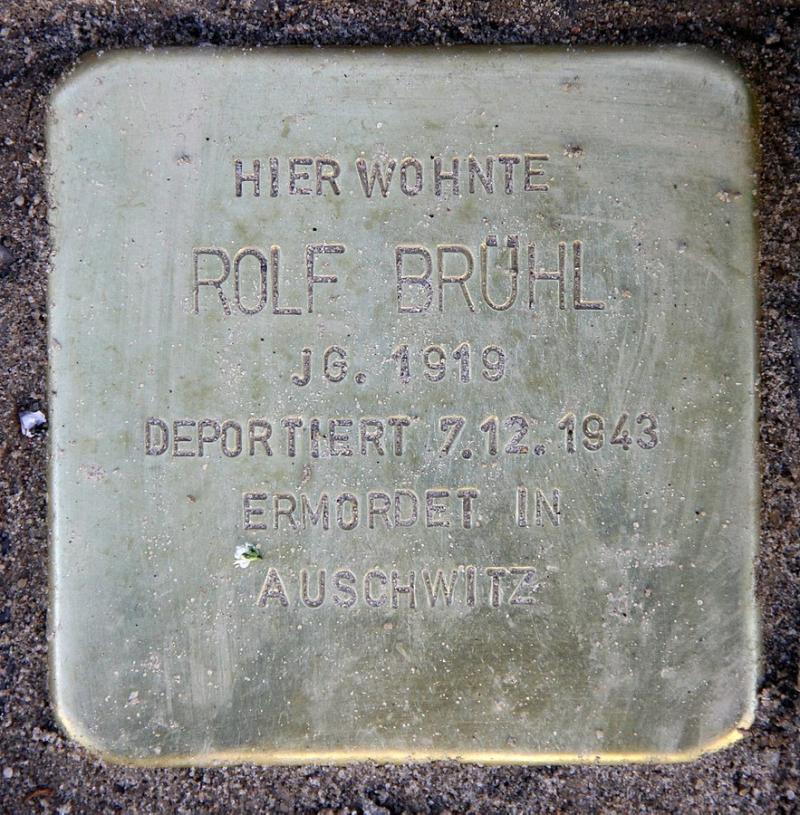 HIER WOHNTE
ROLF BRÜHL
JG. 1919
DEPORTIERT 7.12.1943
ERMORDET IN
AUSCHWITZ